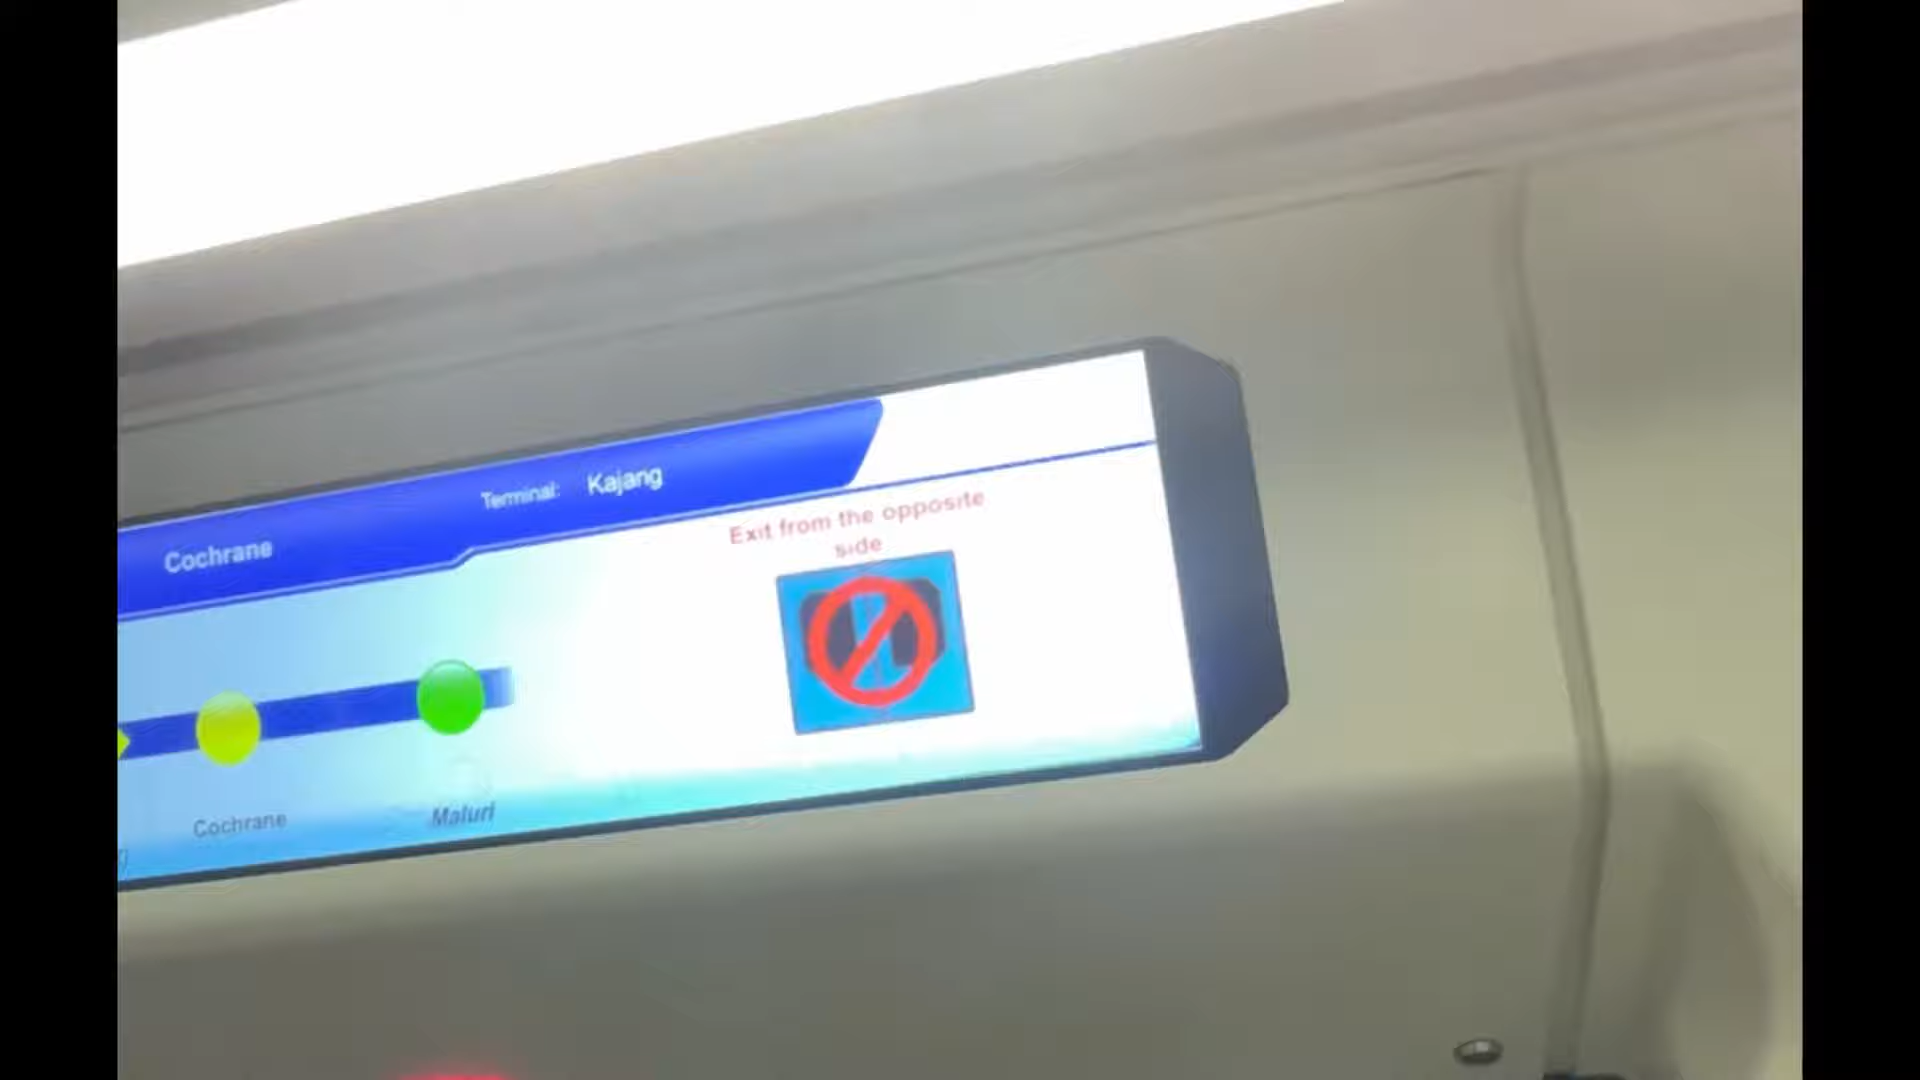 Terminal: Kajang
Cochrane
Exit from the opposite
side
Cochrane
Maluri